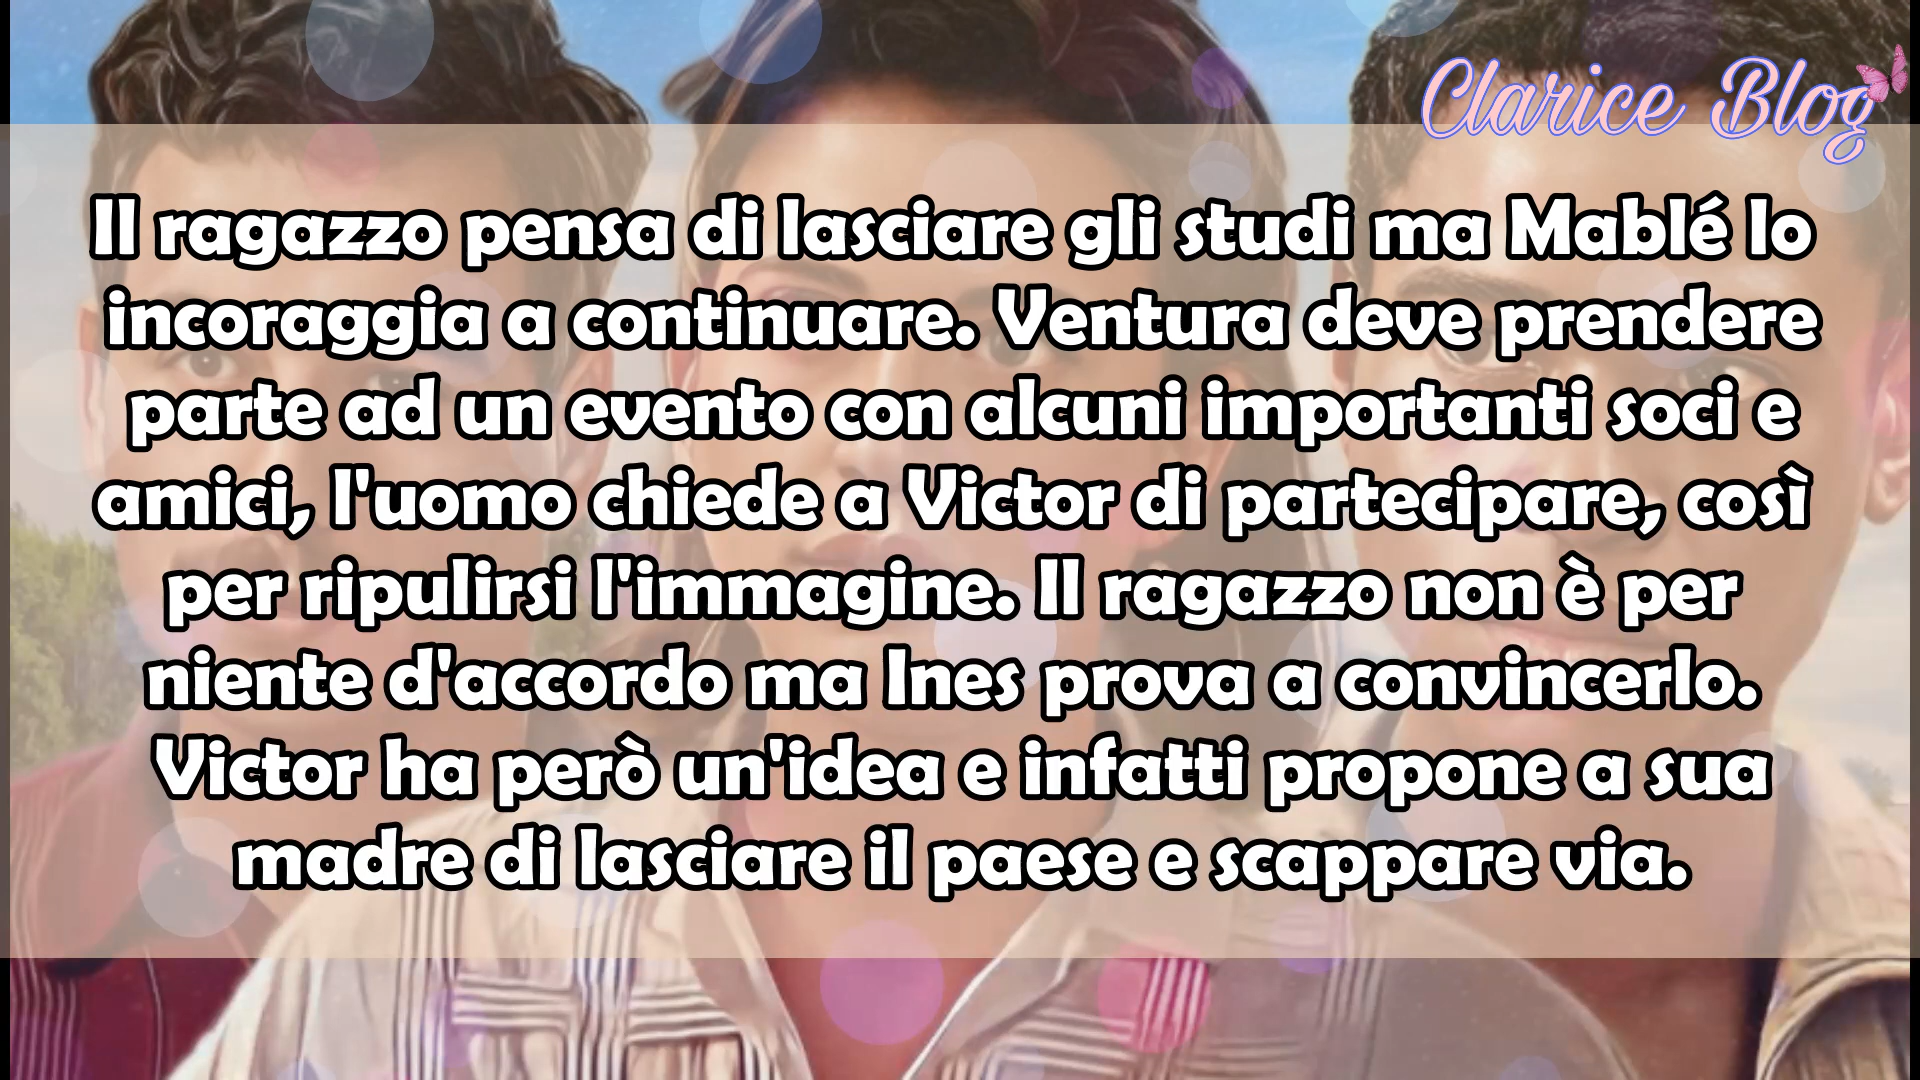 Clarice Blog
Il ragazzo pensa di lasciare gli studi ma Mablé lo
incoraggia a continuare. Ventura deve prendere
parte ad un evento con alcuni importanti soci e
amici, l'uomo chiede a Victor di partecipare, così
per ripulirsi l'immagine. Il ragazzo non è per
niente d'accordo ma Ines prova a convincerlo.
Victor ha però un'idea e infatti propone a sua
madre di lasciare il paese e scappare via.